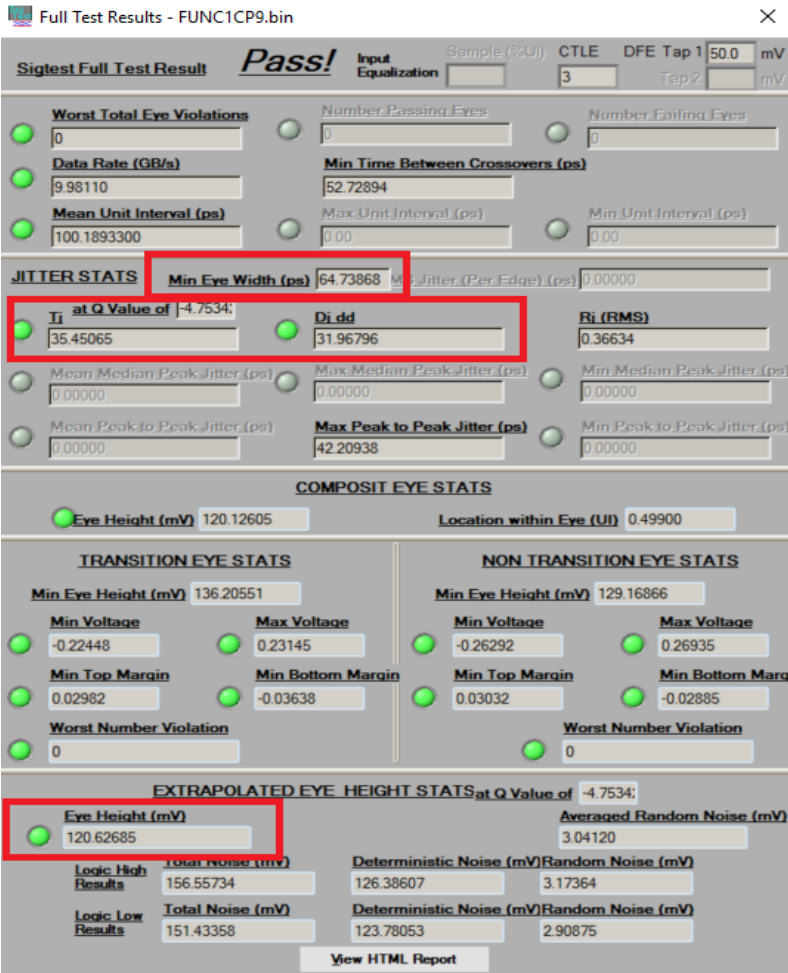 Full Test Results - FUNC1CP9.bin
Sigtest Full Test Result Pass! Input Equalization Sample (%UI) CTLE 3 DFE Tap 1 50.0 mV
Tap 2 mV
Worst Total Eye Violations Number Passing Eyes Number Failing Eyes
0 0 0
Data Rate (GB/s) Min Time Between Crossovers (ps)
9.98110 52.72894
Mean Unit Interval (ps) Max Unit Interval (ps) Min Unit Interval (ps)
100.1893300 0.00 0.00
JITTER STATS Min Eye Width (ps) 64.73868 Jitter (Per Edge) (ps) 0.00000
Tj at Q Value of -4.7534 Dj dd Rj (RMS)
35.45065 31.96796 0.36634
Mean Median Peak Jitter (ps) Max Median Peak Jitter (ps) Min Median Peak Jitter (ps)
0.00000 0.00000 0.00000
Mean Peak to Peak Jitter (ps) Max Peak to Peak Jitter (ps) Min Peak to Peak Jitter (ps)
0.00000 42.20938 0.00000
COMPOSIT EYE STATS
Eye Height (mV) 120.12605 Location within Eye (UI) 0.49900
TRANSITION EYE STATS NON TRANSITION EYE STATS
Min Eye Height (mV) 136.20551 Min Eye Height (mV) 129.16866
Min Voltage Max Voltage Min Voltage Max Voltage
-0.22448 0.23145 -0.26292 0.26935
Min Top Margin Min Bottom Margin Min Top Margin Min Bottom Marg
0.02982 -0.03638 0.03032 -0.02885
Worst Number Violation Worst Number Violation
0 0
EXTRAPOLATED EYE HEIGHT STATS at Q Value of -4.7534
Eye Height (mV) Averaged Random Noise (mV)
120.62685 3.04120
Logic High Results Total Noise (mV) Deterministic Noise (mV) Random Noise (mV)
156.55734 126.38607 3.17364
Logic Low Results Total Noise (mV) Deterministic Noise (mV) Random Noise (mV)
151.43358 123.78053 2.90875
View HTML Report